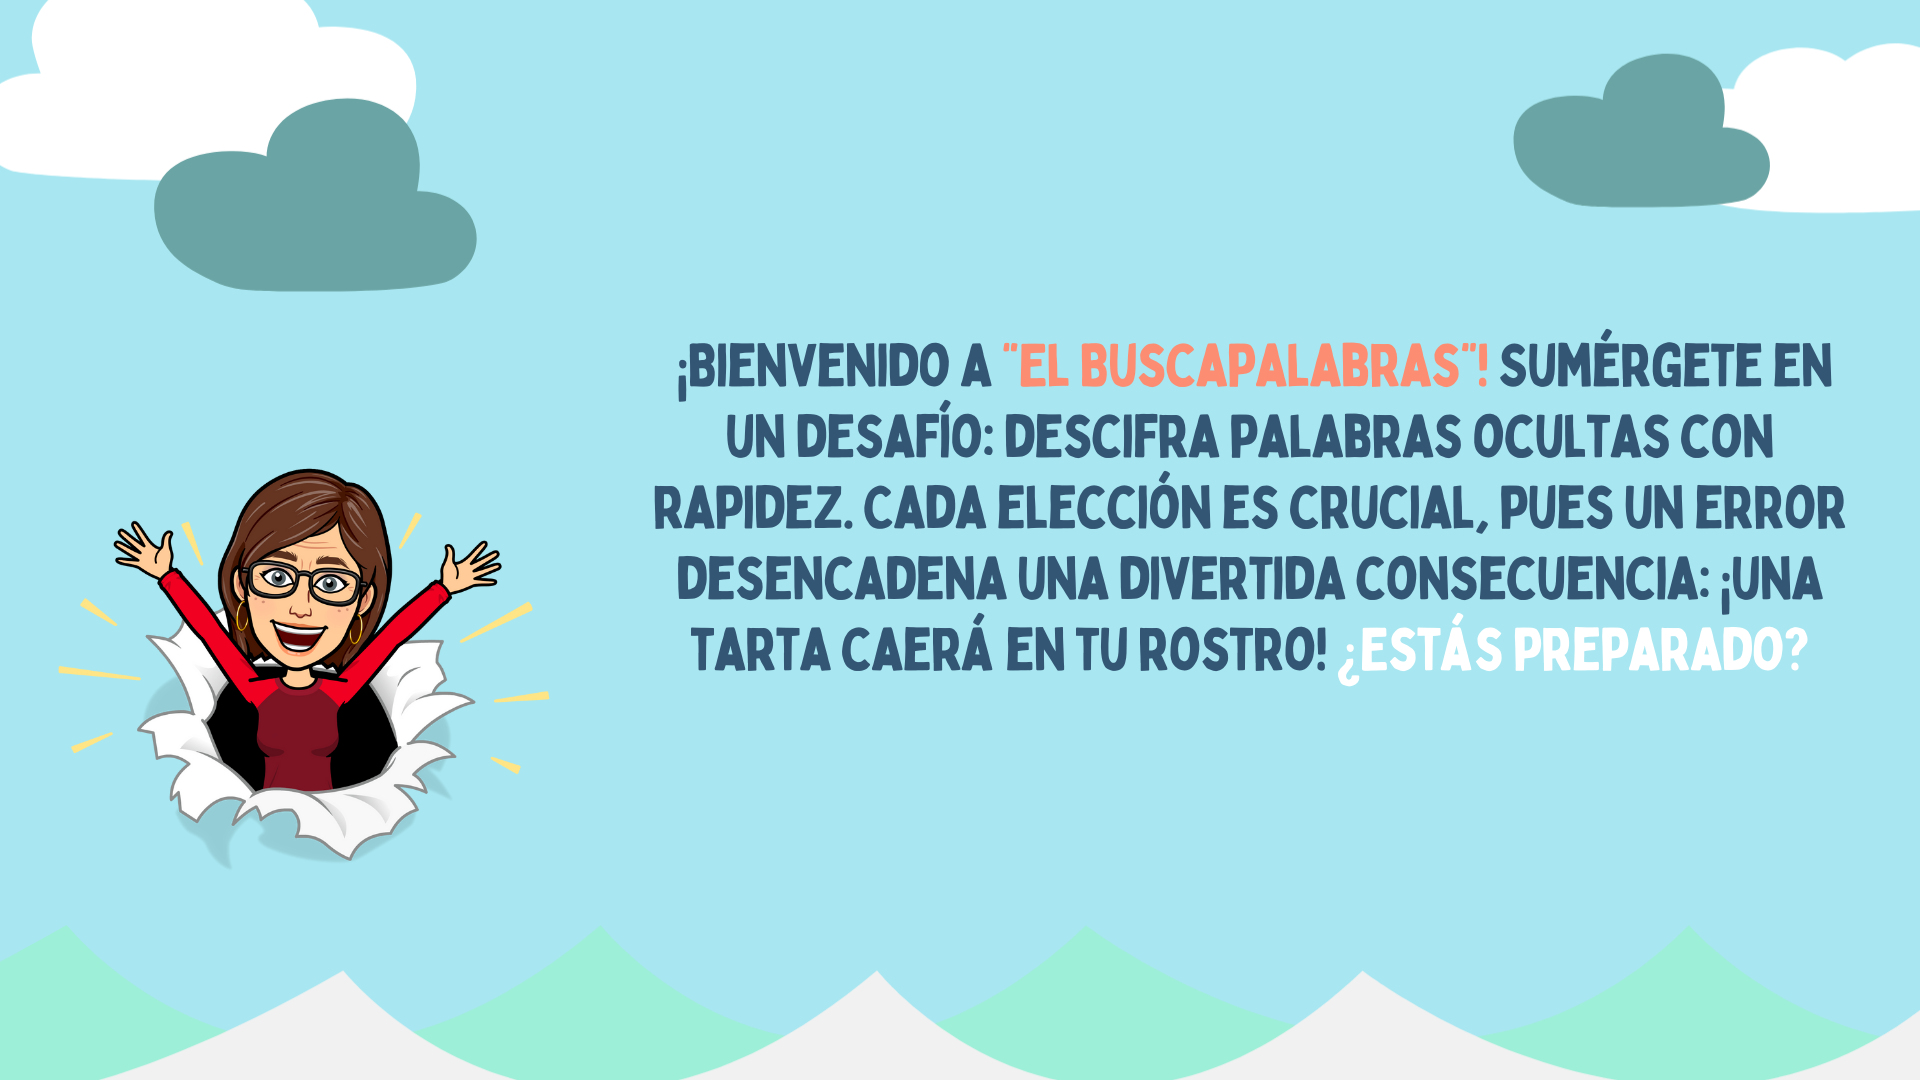 ¡BIENVENIDO A "EL BUSCAPALABRAS"! SUMÉRGETE EN
UN DESAFÍO: DESCIFRA PALABRAS OCULTAS CON
RAPIDEZ. CADA ELECCIÓN ES CRUCIAL, PUES UN ERROR
DESENCADENA UNA DIVERTIDA CONSECUENCIA: ¡UNA
TARTA CAERÁ EN TU ROSTRO! ¿ESTÁS PREPARADO?